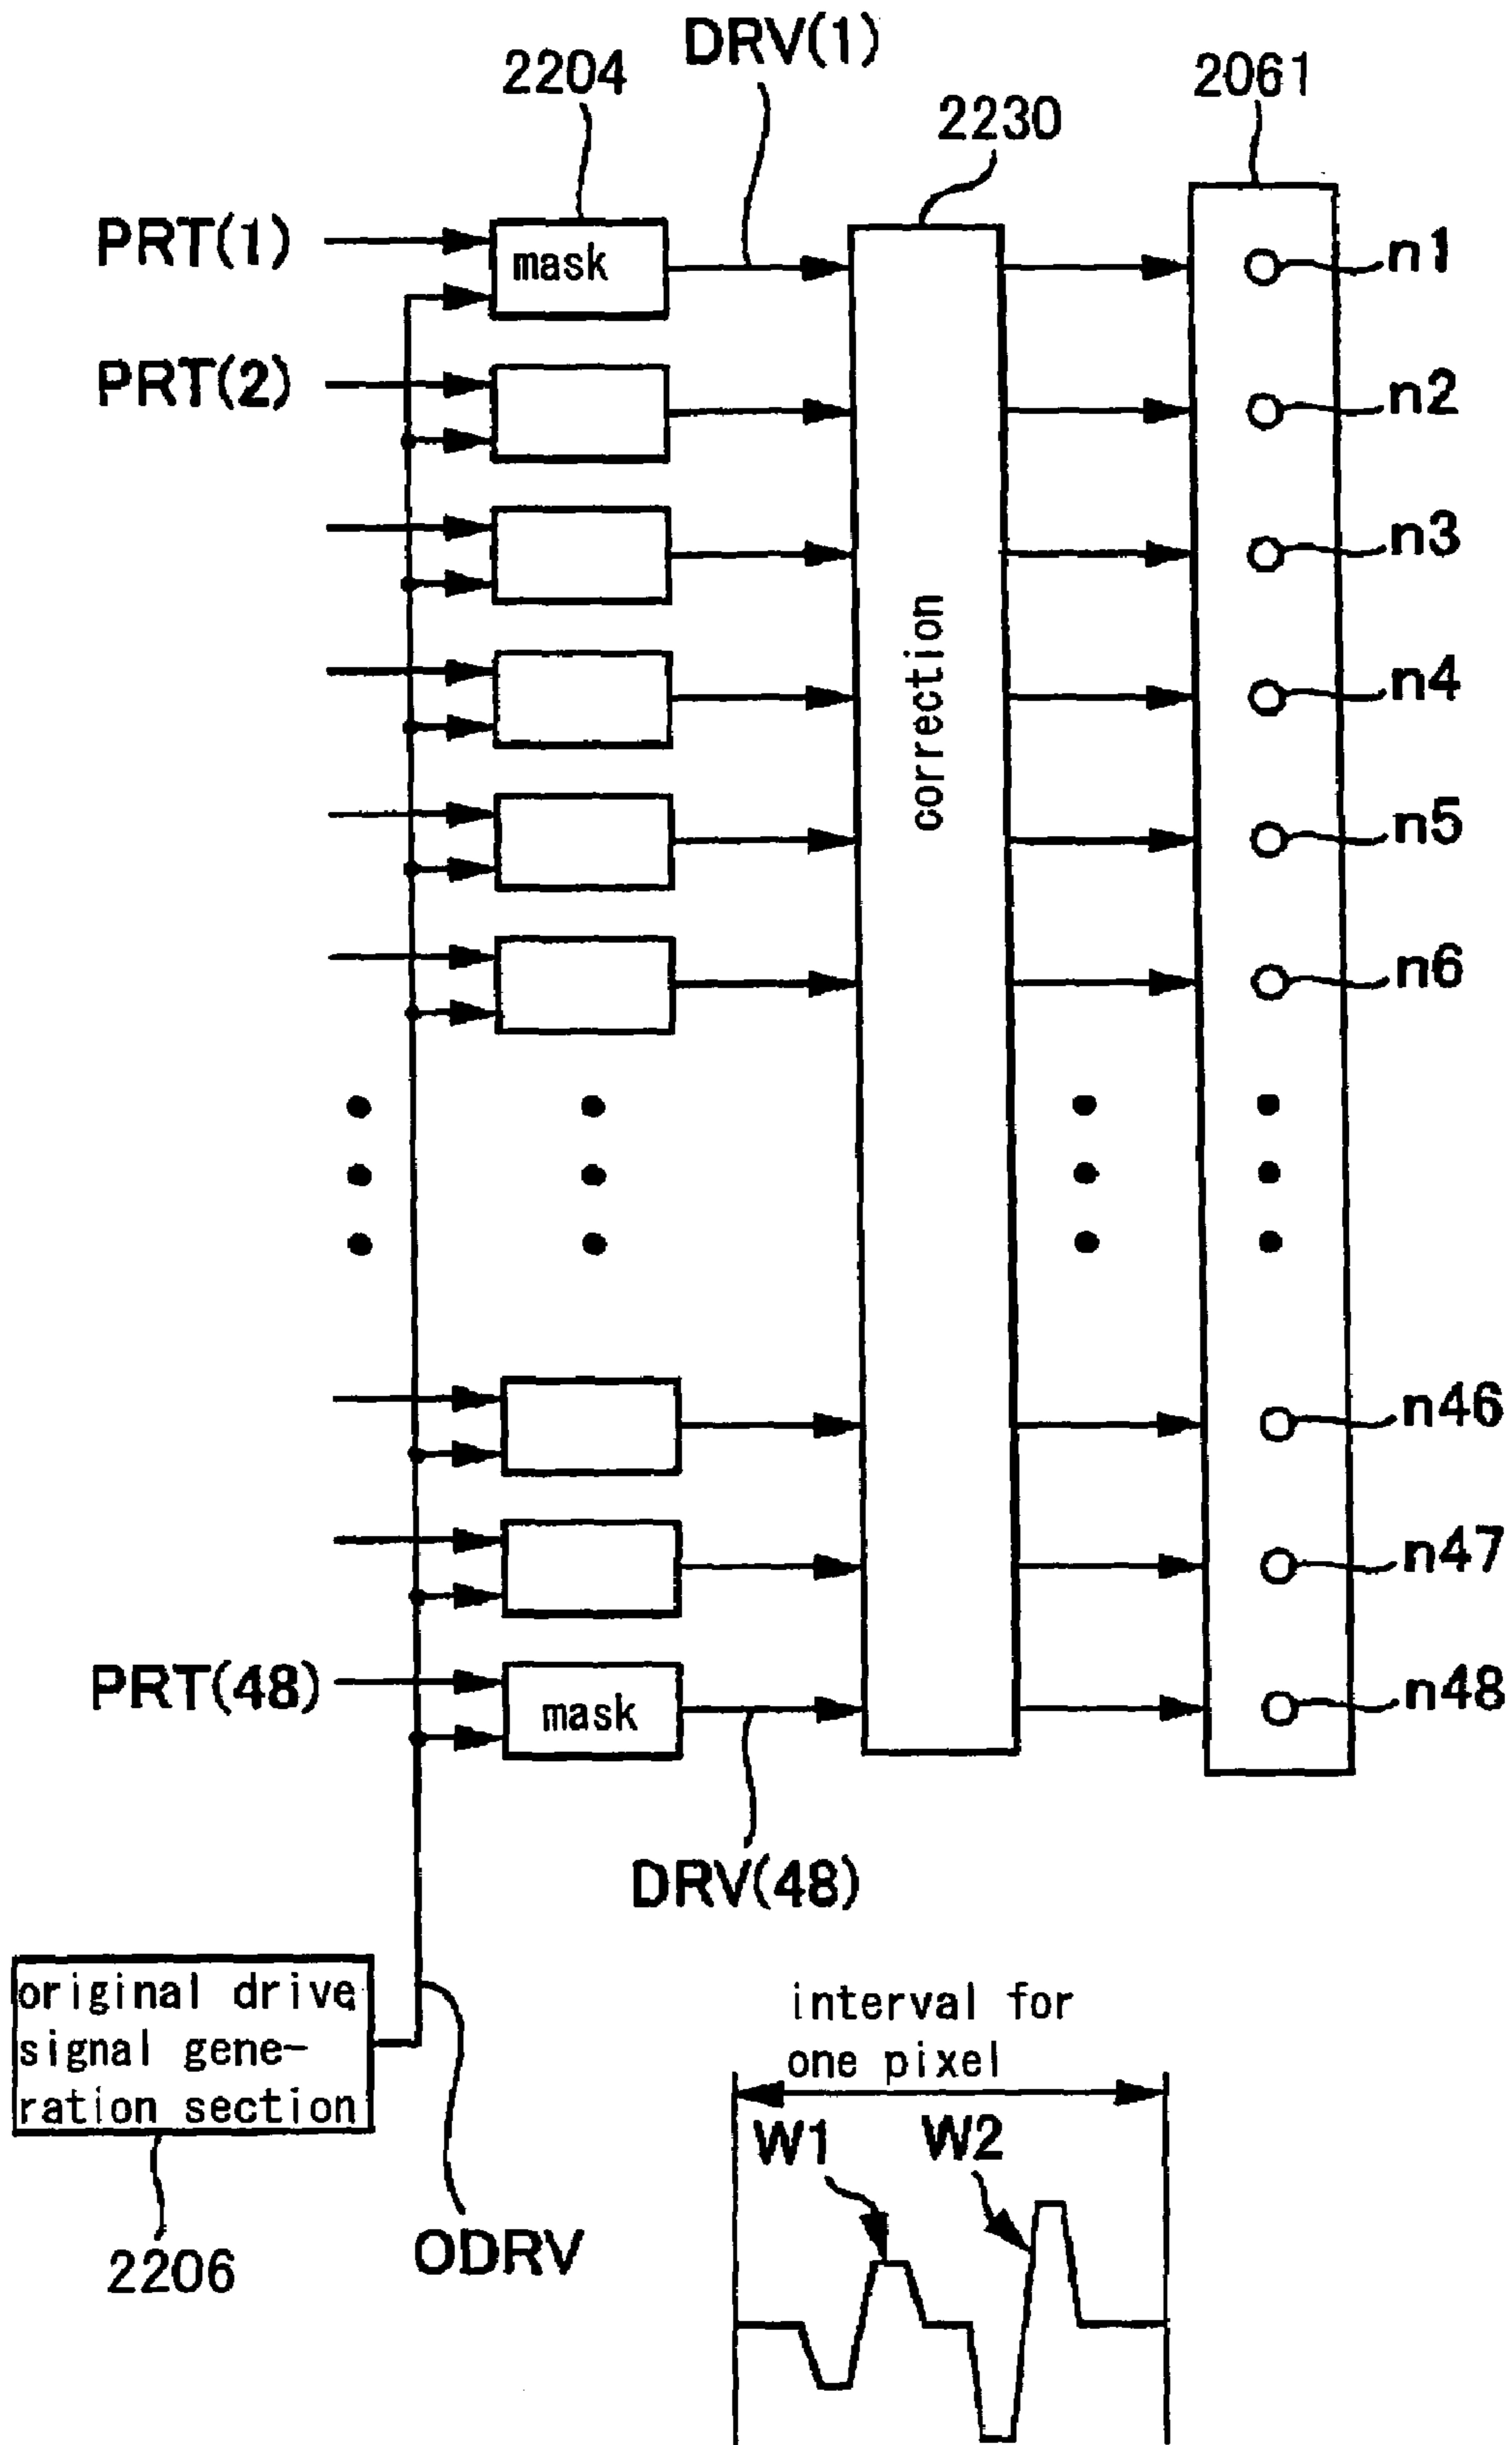 DRV(1)
2204
2230
2061
PRT(1)
mask
n1
PRT(2)
n2
n3
n4
correction
n5
n6
n46
n47
PRT(48)
mask
n48
DRV(48)
original drive
signal gene-
ration section
interval for
one pixel
W1
W2
ODRV
2206